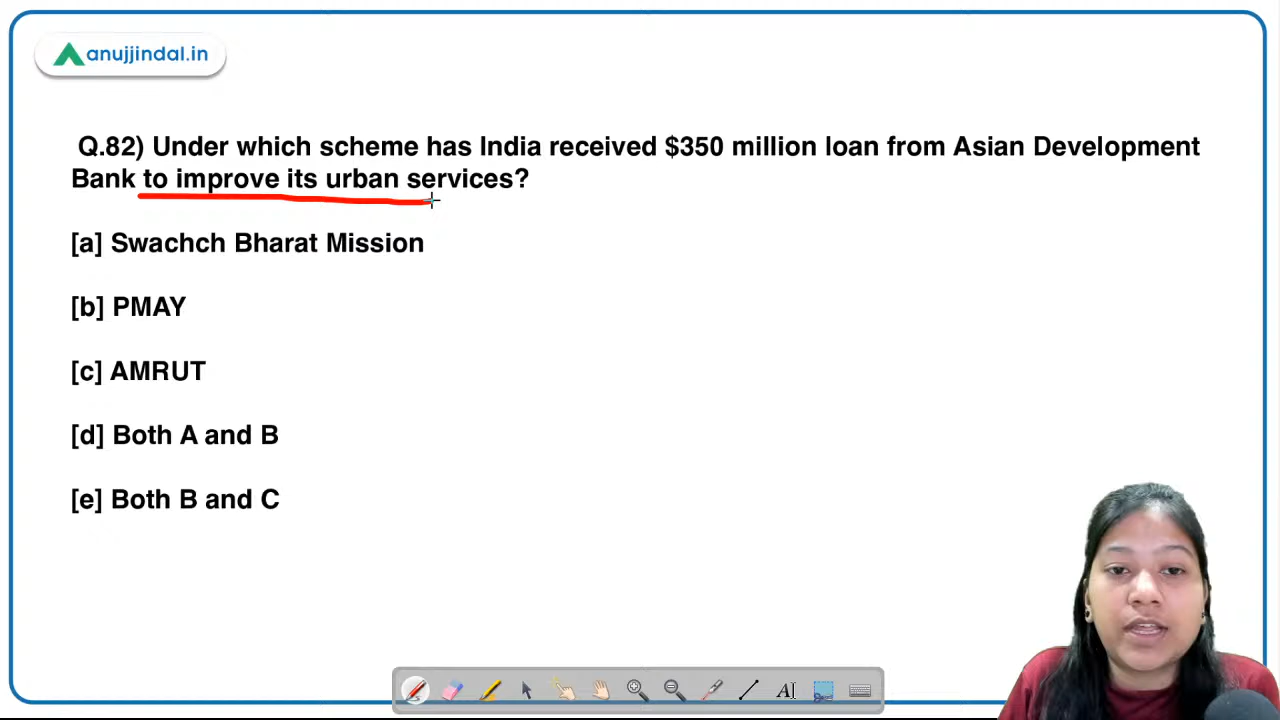 anujjindal.in
Q.82) Under which scheme has India received $350 million loan from Asian Development
Bank to improve its urban services?
[a] Swachch Bharat Mission
[b] PMAY
[c] AMRUT
[d] Both A and B
[e] Both B and C
A